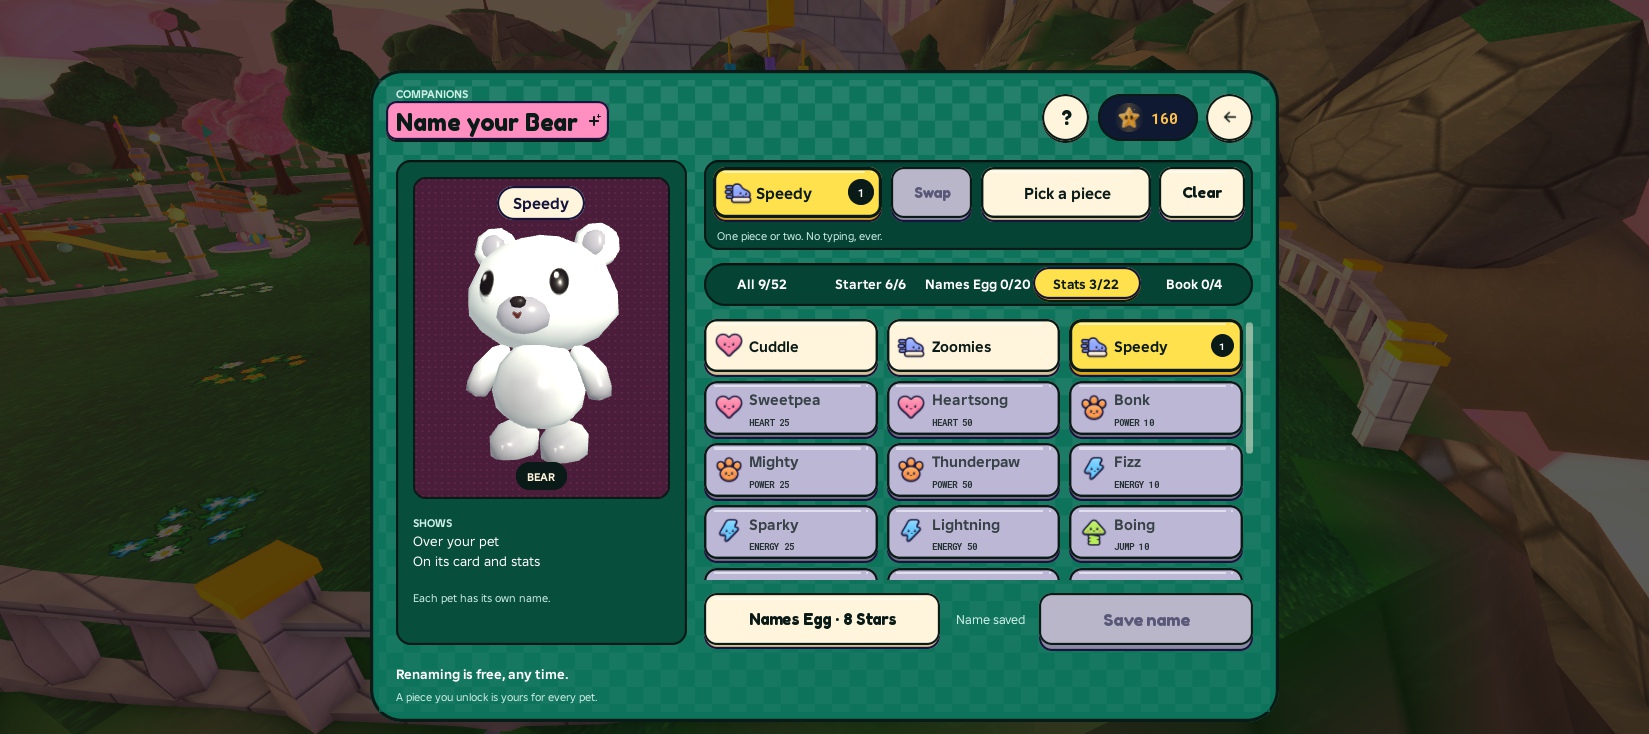 COMPANIONS
Name your Bear
?
160
Speedy
BEAR
SHOWS
Over your pet
On its card and stats
Each pet has its own name.
Speedy 1
Swap
Pick a piece
Clear
One piece or two. No typing, ever.
All 9/52
Starter 6/6
Names Egg 0/20
Stats 3/22
Book 0/4
Cuddle
Zoomies
Speedy 1
Sweetpea
HEART 25
Heartsong
HEART 50
Bonk
POWER 10
Mighty
POWER 25
Thunderpaw
POWER 50
Fizz
ENERGY 10
Sparky
ENERGY 25
Lightning
ENERGY 50
Boing
JUMP 10
Names Egg · 8 Stars
Name saved
Save name
Renaming is free, any time.
A piece you unlock is yours for every pet.